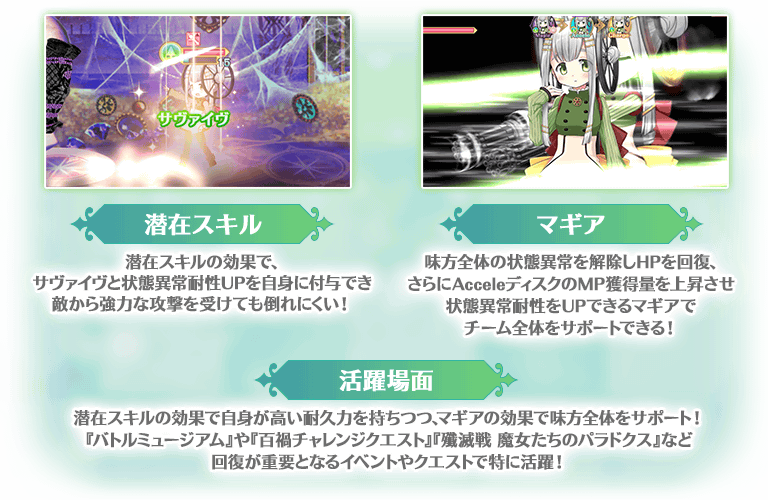 15
サヴァイヴ
潜在スキル
マギア
潜在スキルの効果で、
サヴァイヴと状態異常耐性UPを自身に付与でき
敵から強力な攻撃を受けても倒れにくい！
味方全体の状態異常を解除しHPを回復、
さらにAcceleディスクのMP獲得量を上昇させ
状態異常耐性をUPできるマギアで
チーム全体をサポートできる！
活躍場面
潜在スキルの効果で自身が高い耐久力を持ちつつ、マギアの効果で味方全体をサポート！
『バトルミュージアム』や『百禍チャレンジクエスト』『殲滅戦 魔女たちのパラドクス』など
回復が重要となるイベントやクエストで特に活躍！